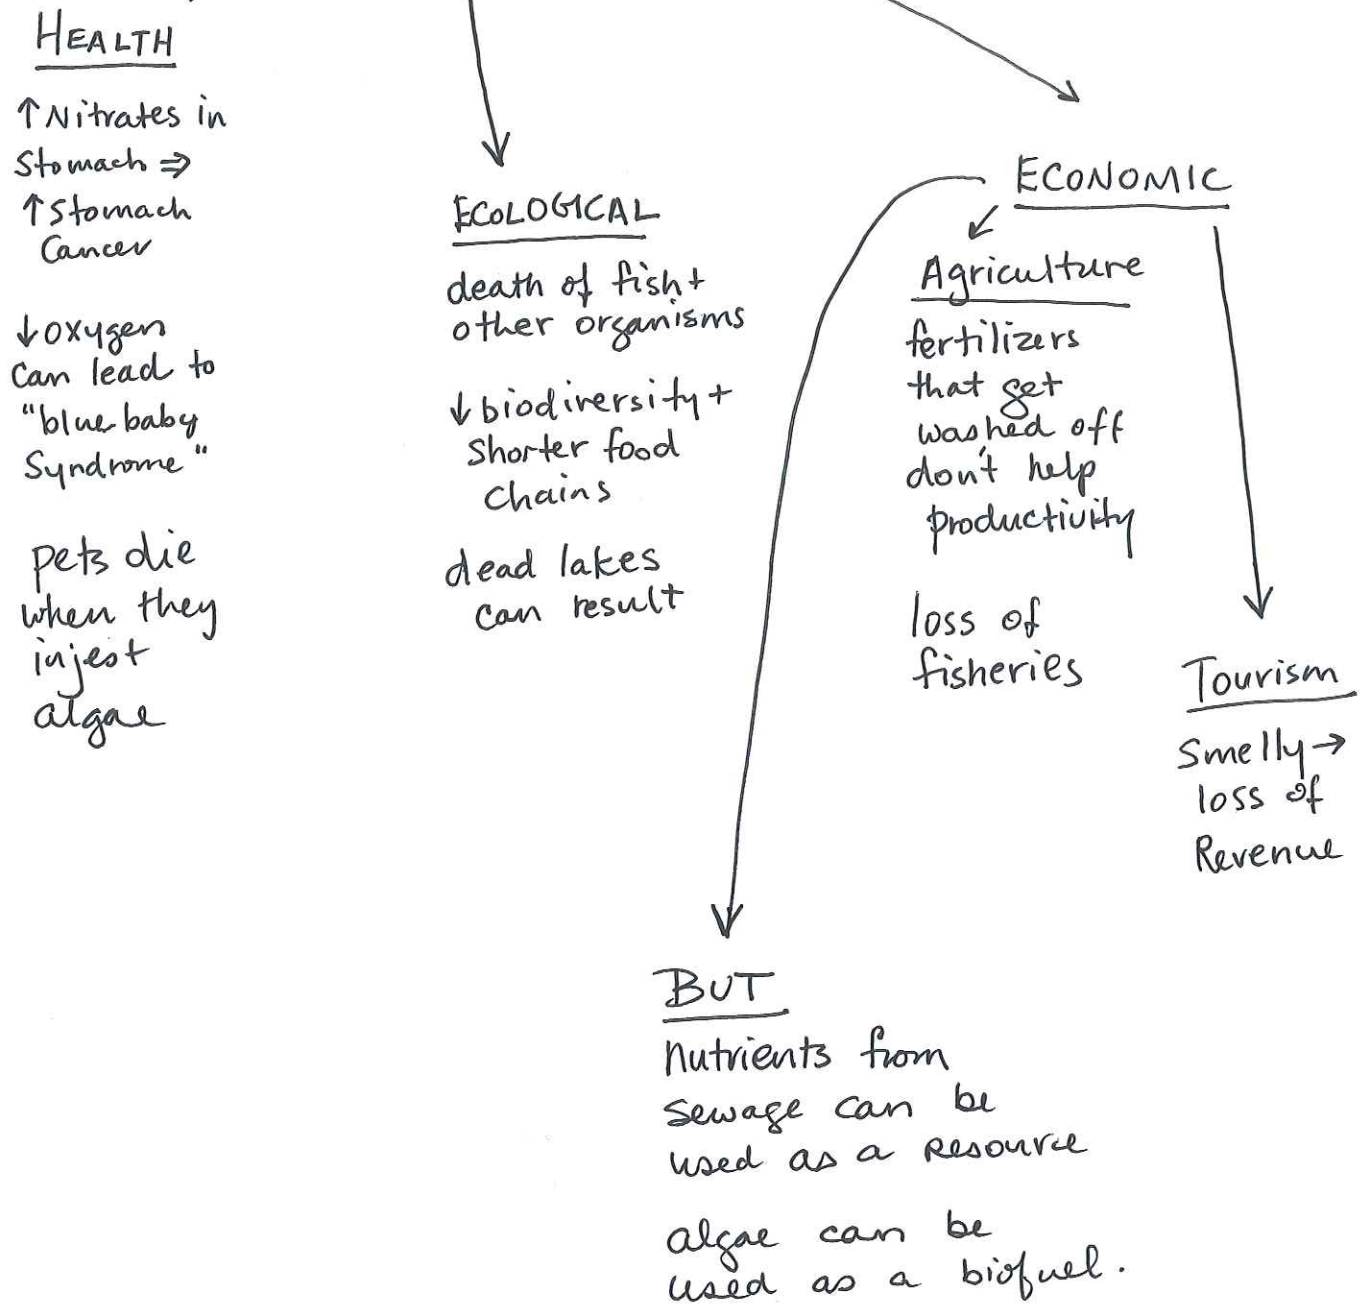 HEALTH
↑Nitrates in
Stomach ⇒
↑Stomach
Cancer
↓oxygen
can lead to
"blue baby
Syndrome"
pets die
when they
injest
algae
ECOLOGICAL
death of fish +
other organisms
↓biodiversity +
shorter food
chains
dead lakes
can result
ECONOMIC
Agriculture
fertilizers
that get
washed off
don't help
productivity
loss of
fisheries
Tourism
Smelly →
loss of
Revenue
BUT
nutrients from
sewage can be
used as a resource
algae can be
used as a biofuel.